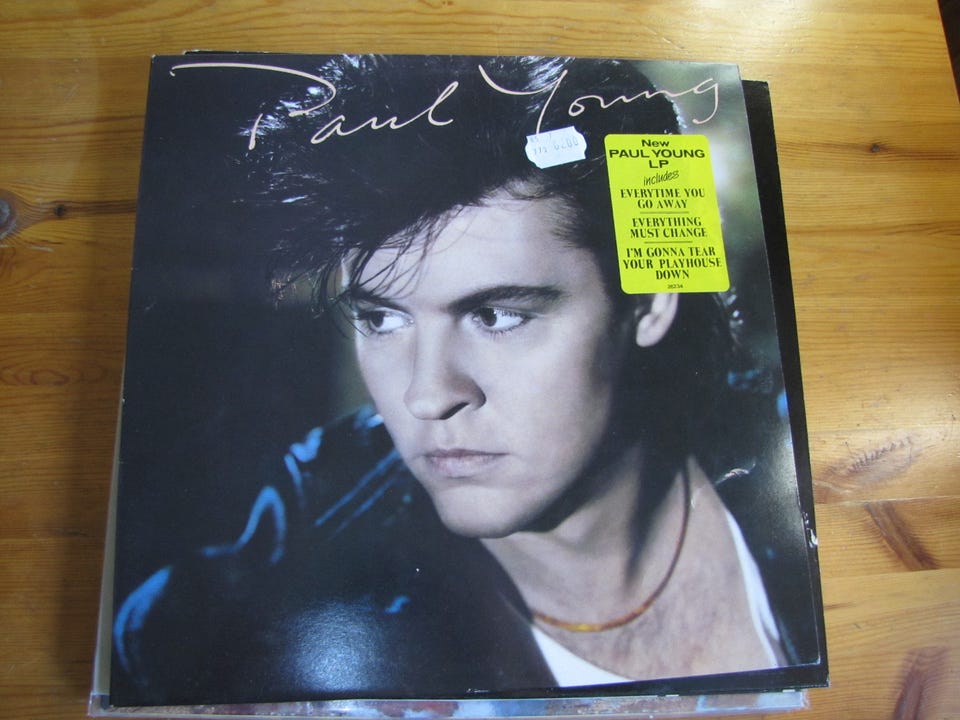 Paul Young
New
PAUL YOUNG
LP
includes
EVERYTIME YOU
GO AWAY
EVERYTHING
MUST CHANGE
I'M GONNA TEAR
YOUR PLAYHOUSE
DOWN
26234